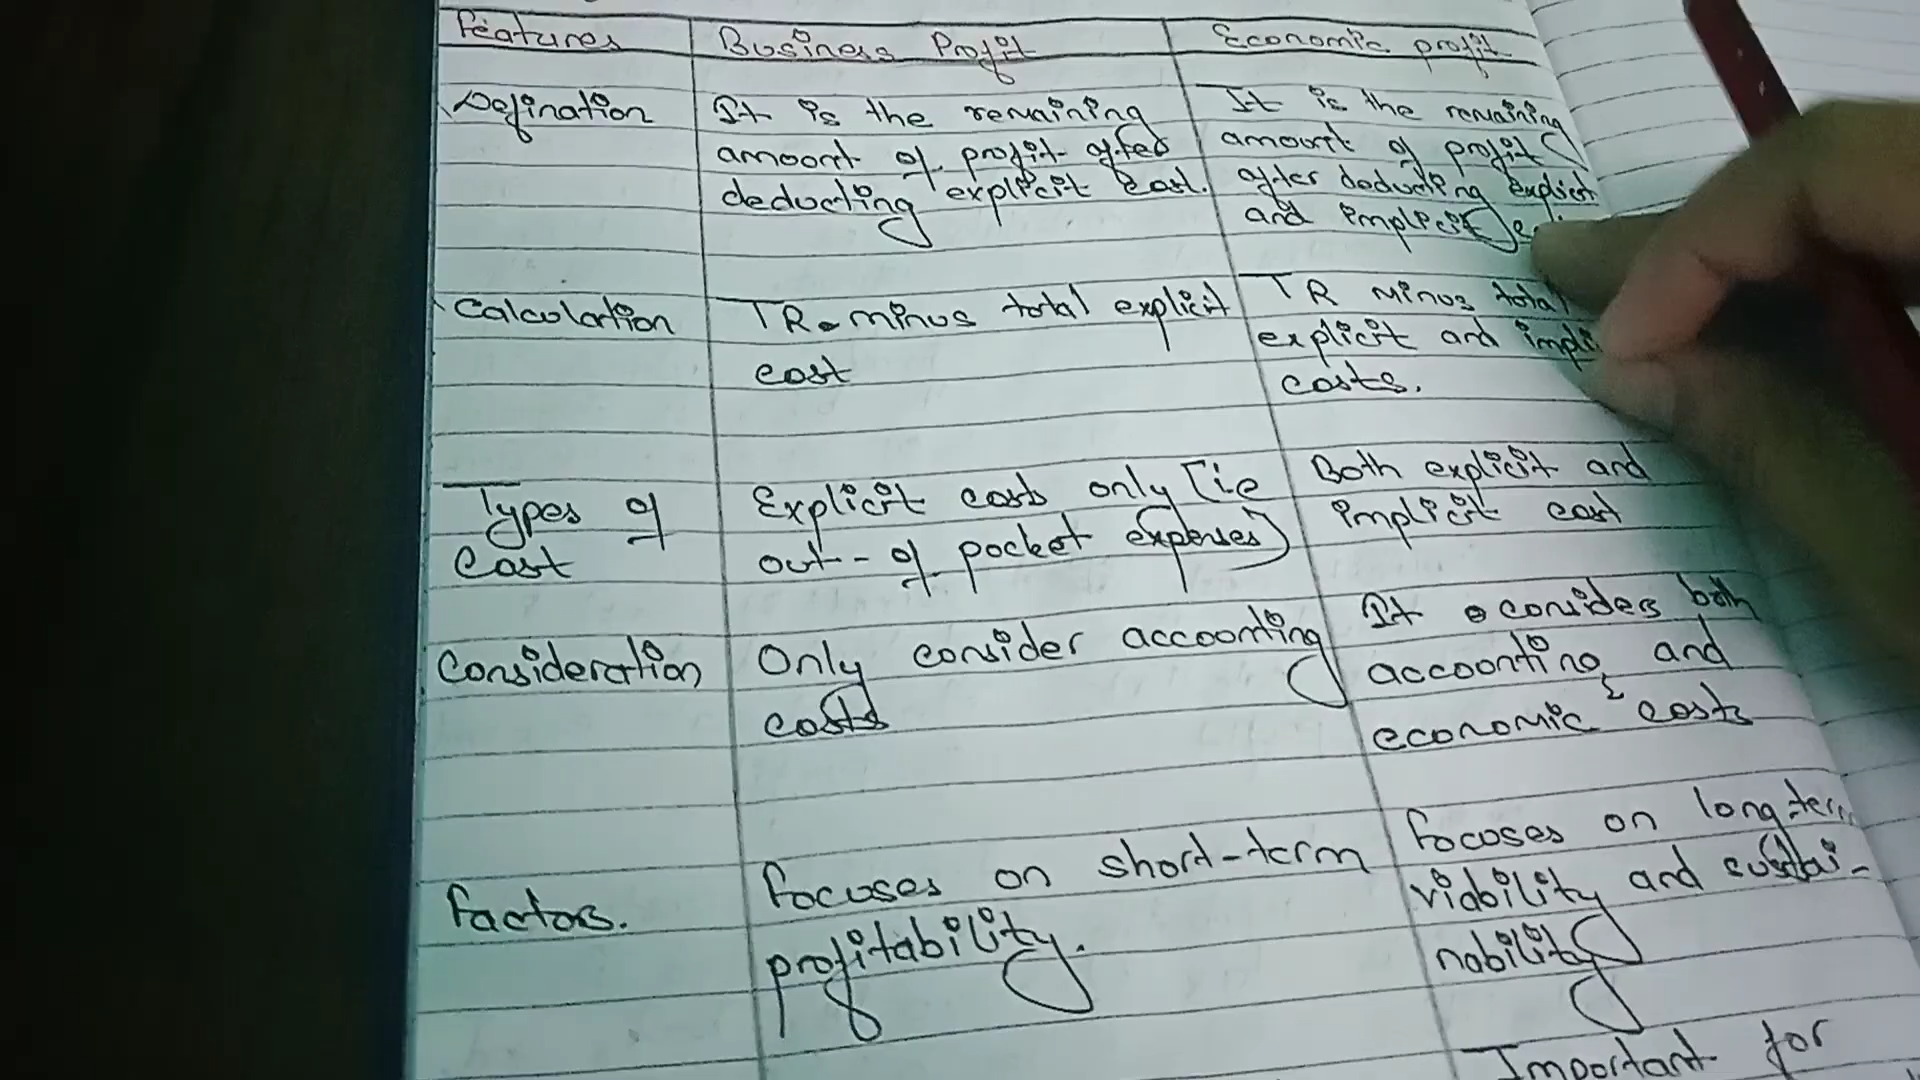 Features
Business Profit
Economic profit
Defination
It is the remaining
amount of profit after
deducting explicit cost.
It is the remaining
amount of profit
after deducting explicit
and implicit
Calculation
TR minus total explicit
cost
TR minus total
explicit and impli
costs.
Types of
Cost
Explicit costs only [ie
out-of pocket expenses]
Both explicit and
implicit cost
Consideration
Only consider accounting
costs
It considers both
accounting and
economic costs
Factors.
Focuses on short-term
profitability.
Focuses on long-term
viability and sustai-
nability
Important for